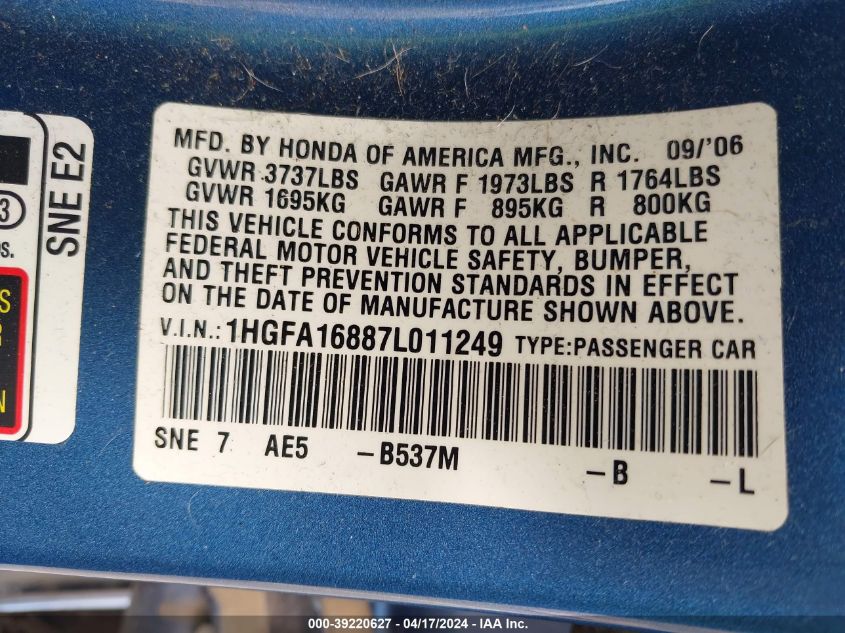 MFD. BY HONDA OF AMERICA MFG., INC. 09/'06
GVWR 3737LBS GAWR F 1973LBS R 1764LBS
GVWR 1695KG GAWR F 895KG R 800KG
THIS VEHICLE CONFORMS TO ALL APPLICABLE
FEDERAL MOTOR VEHICLE SAFETY, BUMPER,
AND THEFT PREVENTION STANDARDS IN EFFECT
ON THE DATE OF MANUFACTURE SHOWN ABOVE.
V.I.N.: 1HGFA16887L011249 TYPE:PASSENGER CAR
SNE 7 AE5 -B537M -B -L
SNE E2
3
000-39220627 - 04/17/2024 - IAA Inc.